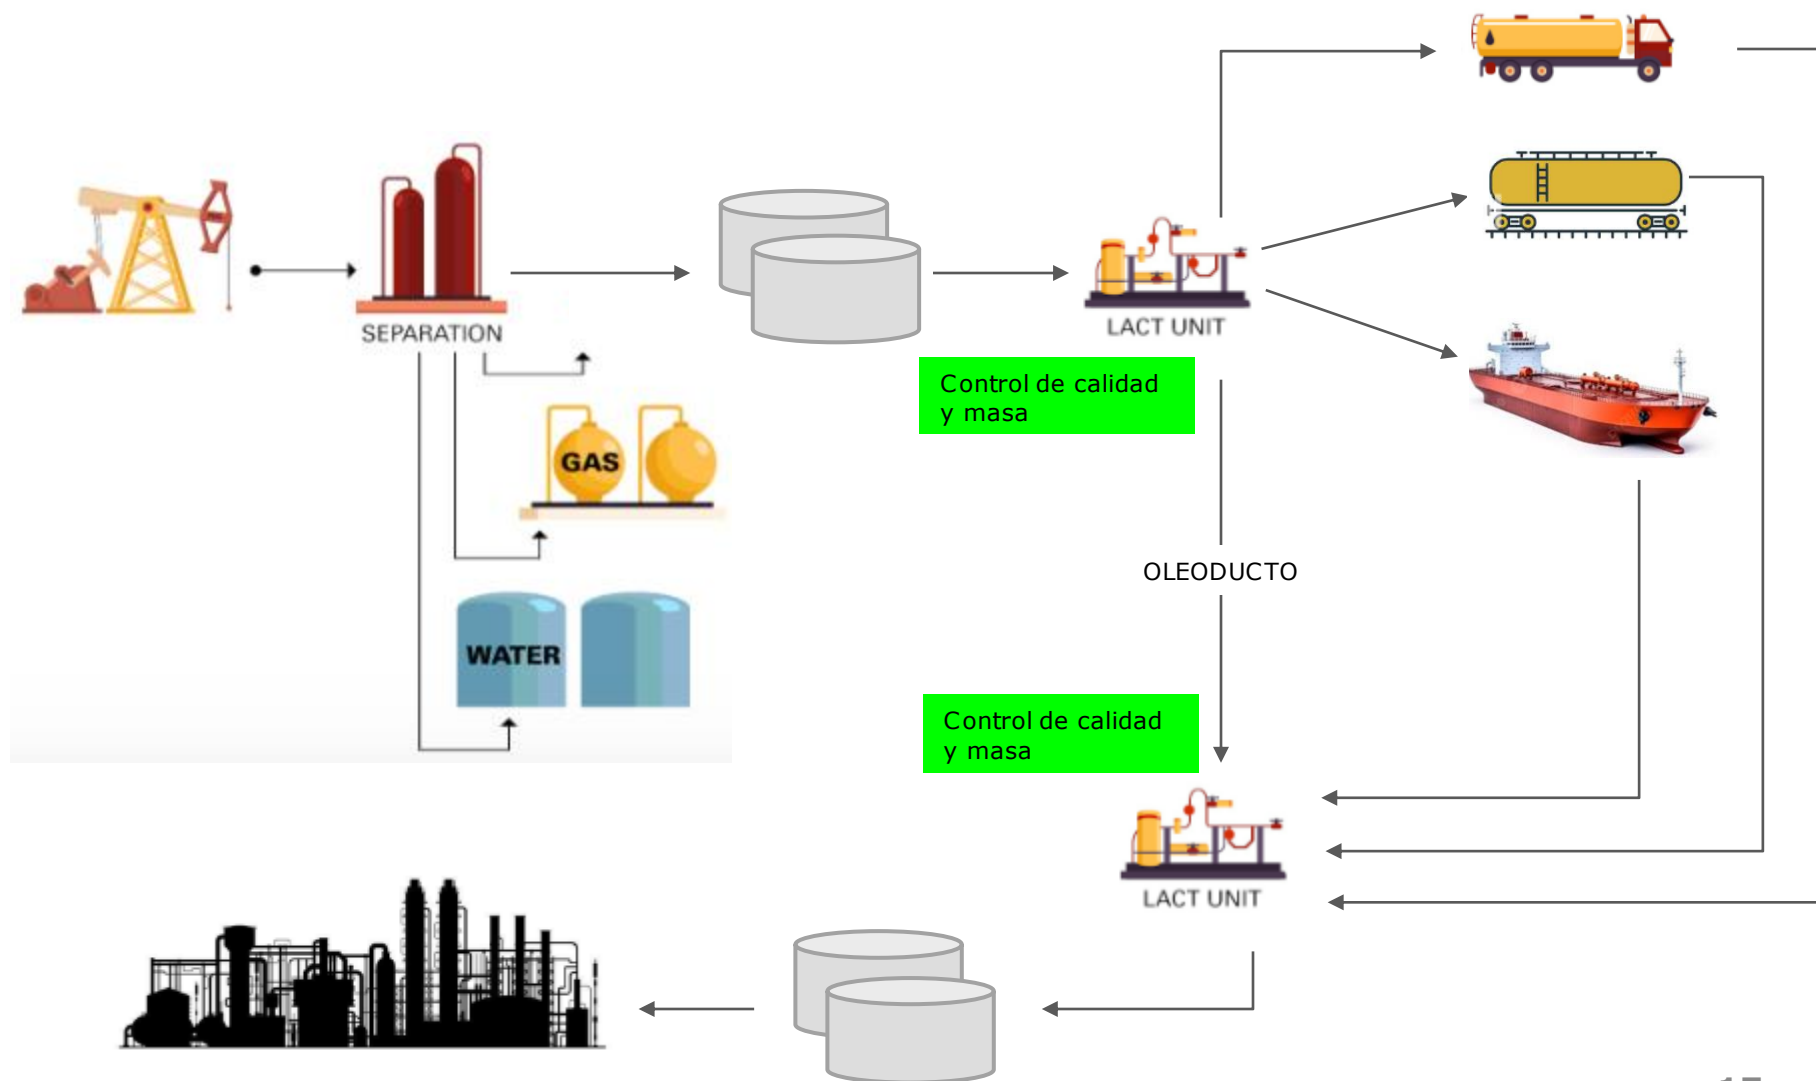 SEPARATION
LACT UNIT
Control de calidad
y masa
GAS
OLEODUCTO
WATER
Control de calidad
y masa
LACT UNIT